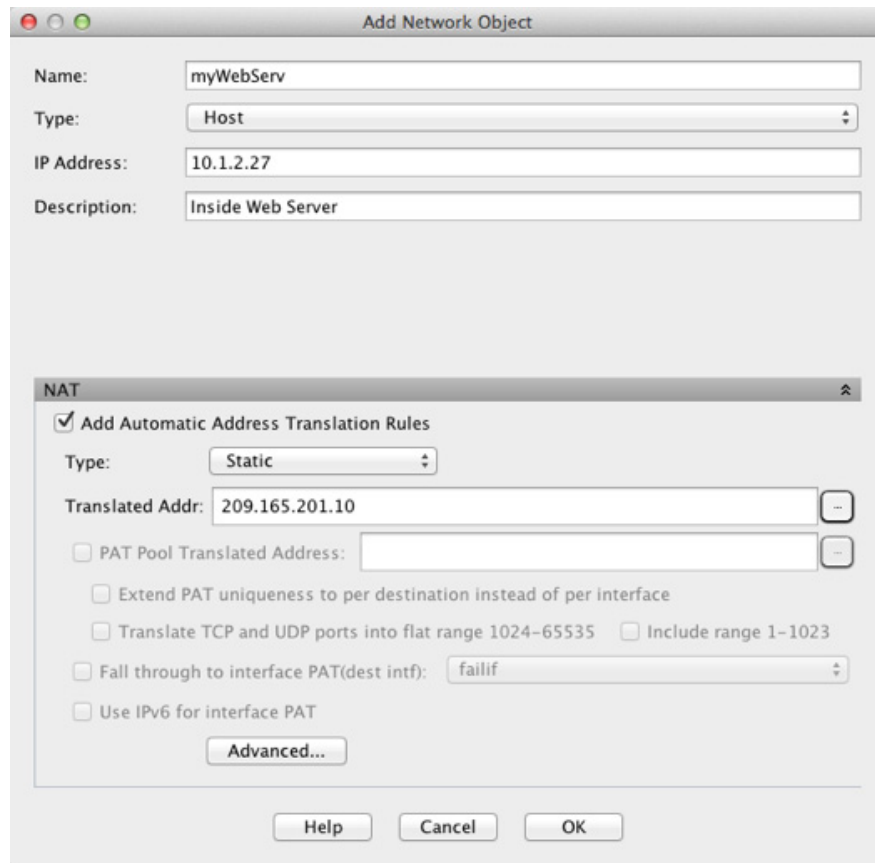 Add Network Object
Name: myWebServ
Type: Host
IP Address: 10.1.2.27
Description: Inside Web Server
NAT
Add Automatic Address Translation Rules
Type: Static
Translated Addr: 209.165.201.10 ...
PAT Pool Translated Address: ...
Extend PAT uniqueness to per destination instead of per interface
Translate TCP and UDP ports into flat range 1024-65535 Include range 1-1023
Fall through to interface PAT(dest intf): failif
Use IPv6 for interface PAT
Advanced...
Help Cancel OK